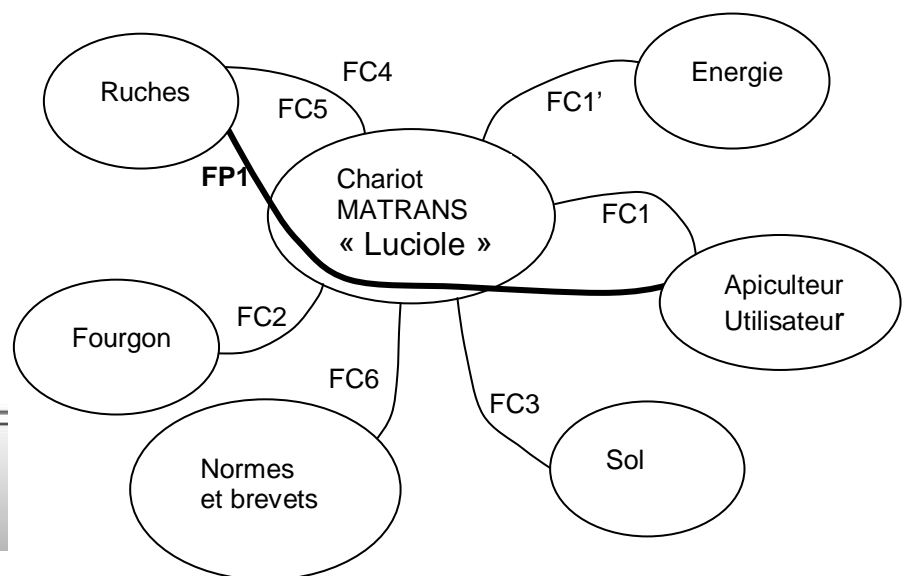 Ruches
FC4
FC5
FC1’
Energie
FP1
Chariot
MATRANS
« Luciole »
FC1
Apiculteur
Utilisateur
Fourgon
FC2
FC6
FC3
Normes
et brevets
Sol